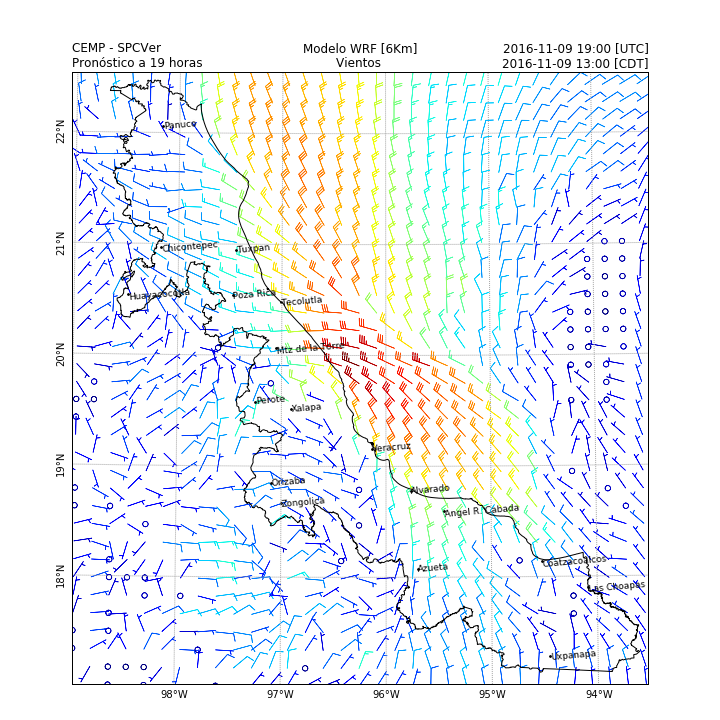 CEMP - SPCVer
Pronóstico a 19 horas
Modelo WRF [6Km]
Vientos
2016-11-09 19:00 [UTC]
2016-11-09 13:00 [CDT]
22°N
21°N
20°N
19°N
18°N
Panuco
Chicontepec
Tuxpan
Huayacocotla
Poza Rica
Tecolutla
Mtz de la Torre
Perote
Xalapa
Veracruz
Orizaba
Alvarado
Zongolica
Angel R. Cabada
Azueta
Coatzacoalcos
Las Choapas
Uxpanapa
98°W
97°W
96°W
95°W
94°W